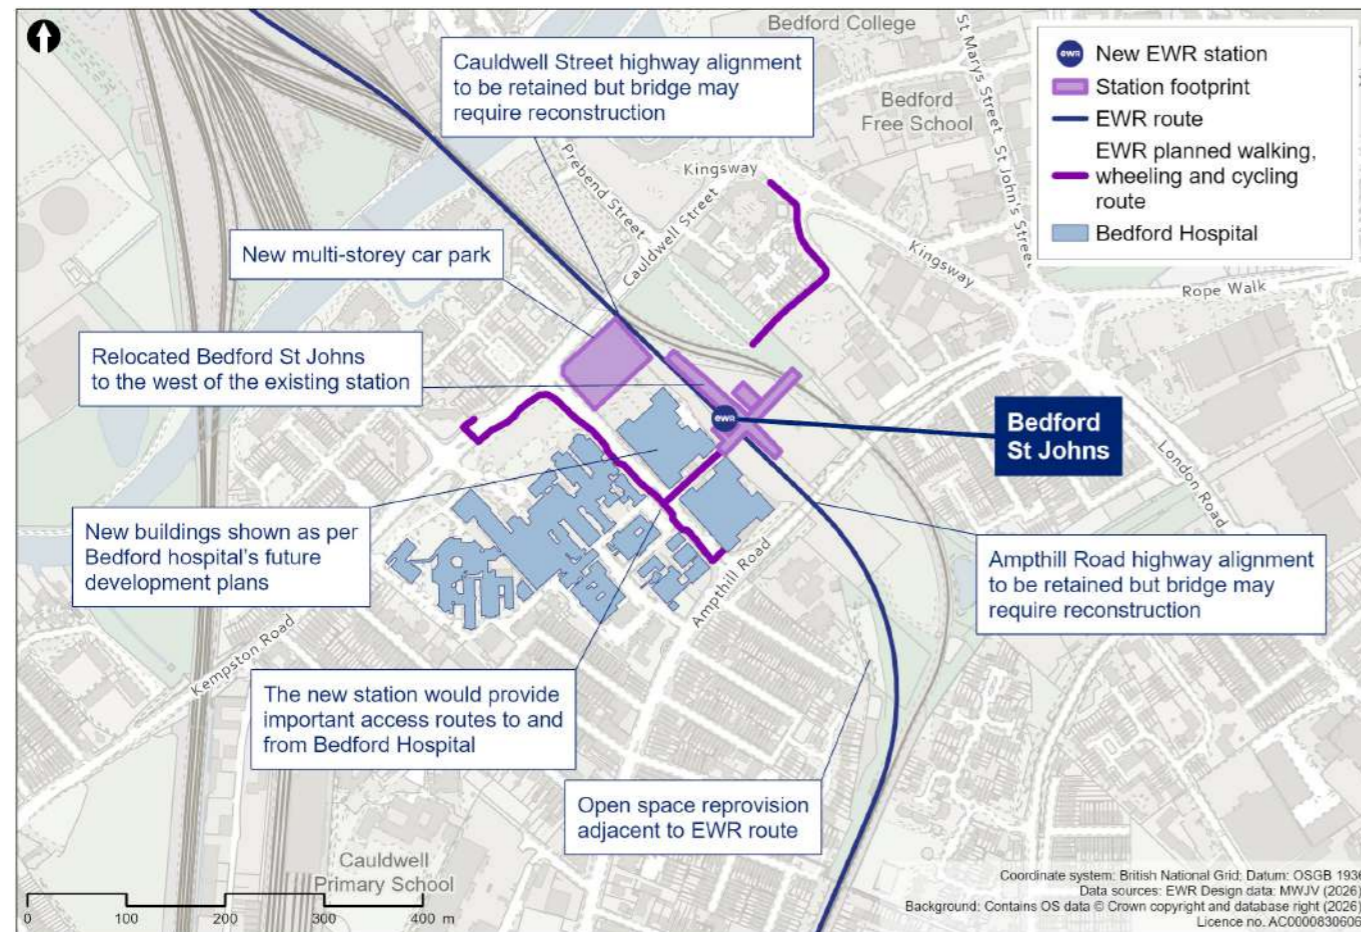 Bedford College
St Marys Street
St John's Street
Bedford
Free School
Kingsway
Prebend Street
Cauldwell Street
Kingsway
Rope Walk
London Road
Ampthill Road
Kempston Road
Cauldwell
Primary School
Cauldwell Street highway alignment
to be retained but bridge may
require reconstruction
New multi-storey car park
Relocated Bedford St Johns
to the west of the existing station
New buildings shown as per
Bedford hospital's future
development plans
The new station would provide
important access routes to and
from Bedford Hospital
Open space reprovision
adjacent to EWR route
Ampthill Road highway alignment
to be retained but bridge may
require reconstruction
ewr
Bedford
St Johns
ewr New EWR station
Station footprint
EWR route
EWR planned walking,
wheeling and cycling
route
Bedford Hospital
0 100 200 300 400 m
Coordinate system: British National Grid; Datum: OSGB 1936
Data sources: EWR Design data: MWJV (2026)
Background: Contains OS data © Crown copyright and database right (2026)
Licence no. AC0000830606